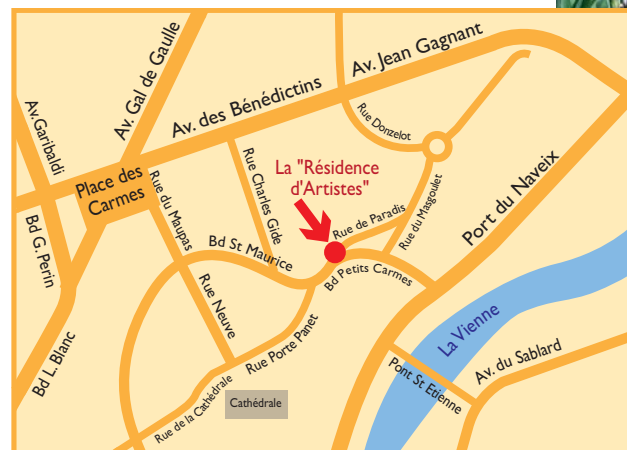 Av. Jean Gagnant
Av. Gal de Gaulle
Av. des Bénédictins
Av. Garibaldi
Rue Donzelot
Place des
Carmes
Rue du Maupas
Rue Charles Gide
La "Résidence
d'Artistes"
Rue de Paradis
Rue du Masgoulet
Port du Naveix
Bd G. Perin
Bd St Maurice
Bd Petits Carmes
Rue Neuve
Bd L. Blanc
Rue Porte Panet
La Vienne
Pont St Etienne
Av. du Sablard
Rue de la Cathédrale
Cathédrale